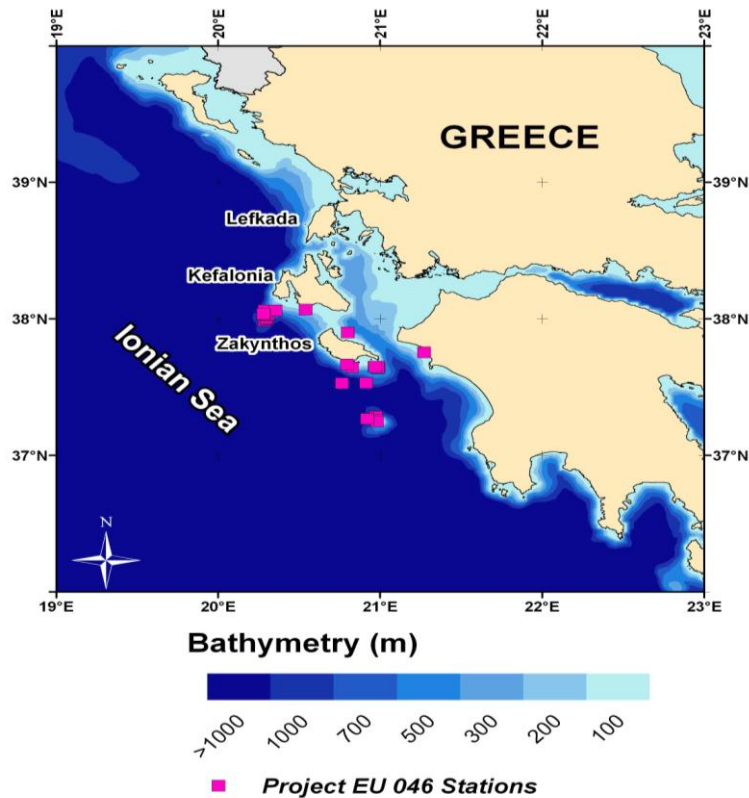 20°E 21°E 22°E 23°E
GREECE
39°N 39°N
Lefkada
Kefalonia
38°N 38°N
Zakynthos
Ionian Sea
37°N 37°N
N
19°E 20°E 21°E 22°E 23°E
Bathymetry (m)
>1000 1000 700 500 300 200 100
Project EU 046 Stations